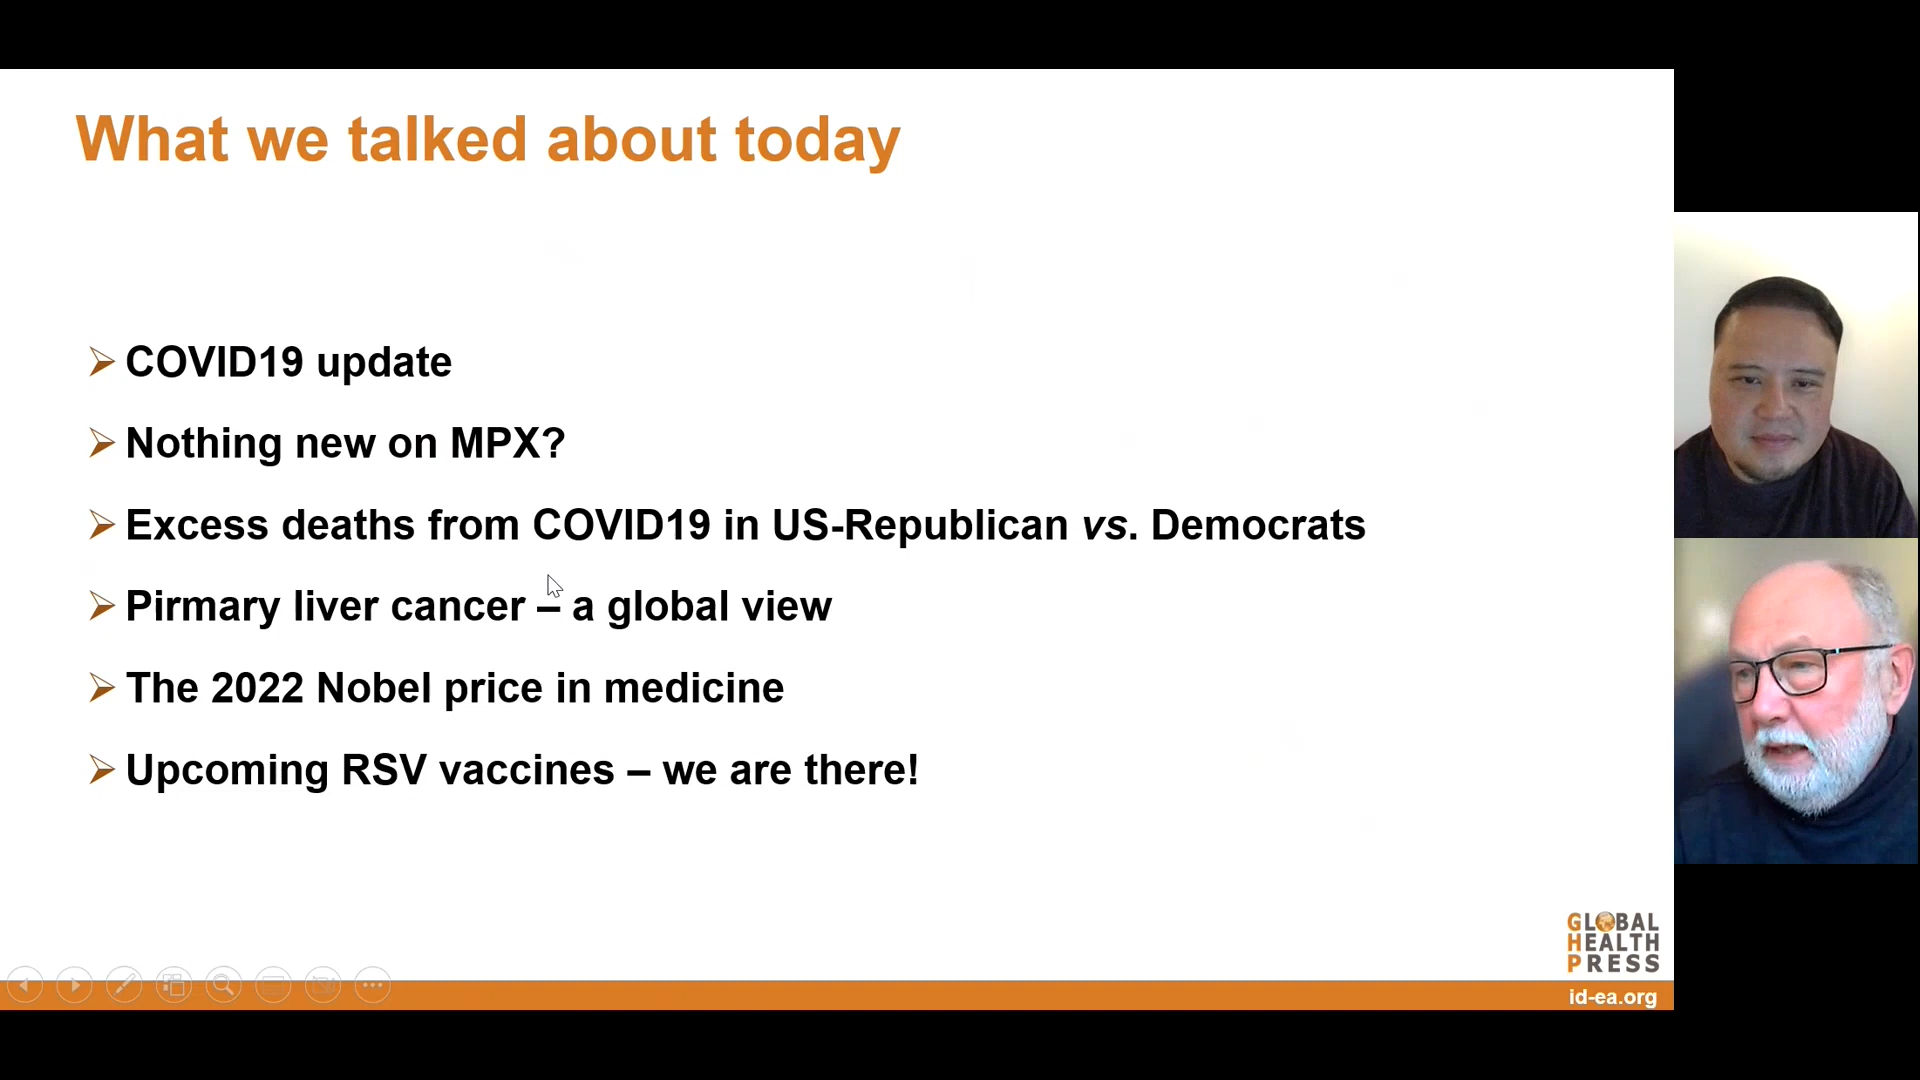 What we talked about today
COVID19 update
Nothing new on MPX?
Excess deaths from COVID19 in US-Republican vs. Democrats
Pirmary liver cancer – a global view
The 2022 Nobel price in medicine
Upcoming RSV vaccines – we are there!
GLOBAL
HEALTH
PRESS
id-ea.org